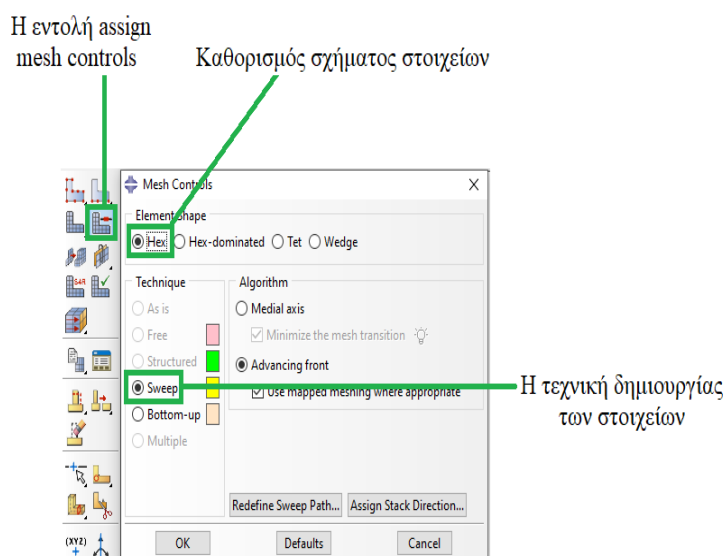 Η εντολή assign
mesh controls
Καθορισμός σχήματος στοιχείων
Mesh Controls
X
Element Shape
Hex Hex-dominated Tet Wedge
Technique
As is
Free
Structured
Sweep
Bottom-up
Multiple
Algorithm
Medial axis
Minimize the mesh transition
Advancing front
Use mapped meshing where appropriate
Redefine Sweep Path... Assign Stack Direction...
OK Defaults Cancel
Η τεχνική δημιουργίας
των στοιχείων
S4R
(XYZ)